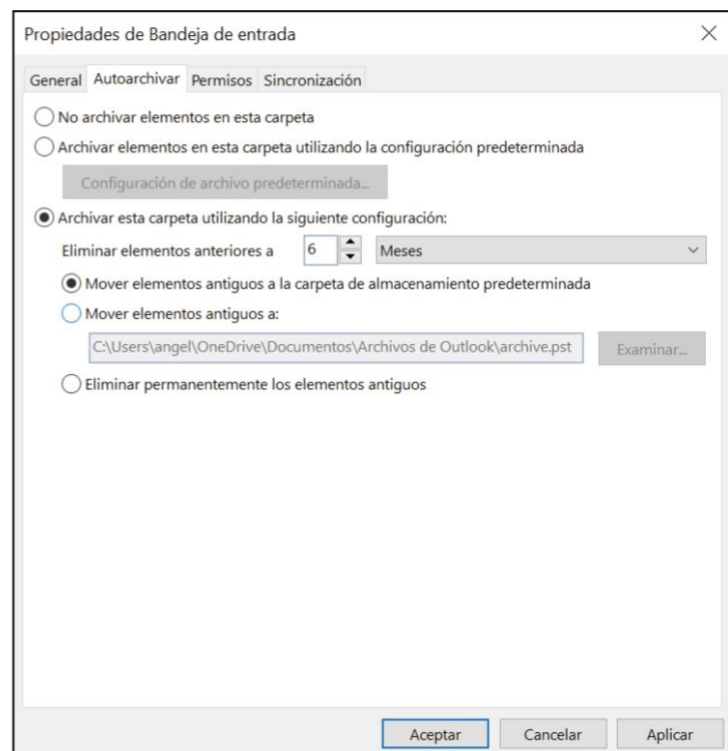 Propiedades de Bandeja de entrada
General Autoarchivar Permisos Sincronización
No archivar elementos en esta carpeta
Archivar elementos en esta carpeta utilizando la configuración predeterminada
Configuración de archivo predeterminada...
Archivar esta carpeta utilizando la siguiente configuración:
Eliminar elementos anteriores a 6 Meses
Mover elementos antiguos a la carpeta de almacenamiento predeterminada
Mover elementos antiguos a:
C:\Users\angel\OneDrive\Documentos\Archivos de Outlook\archive.pst Examinar...
Eliminar permanentemente los elementos antiguos
Aceptar Cancelar Aplicar